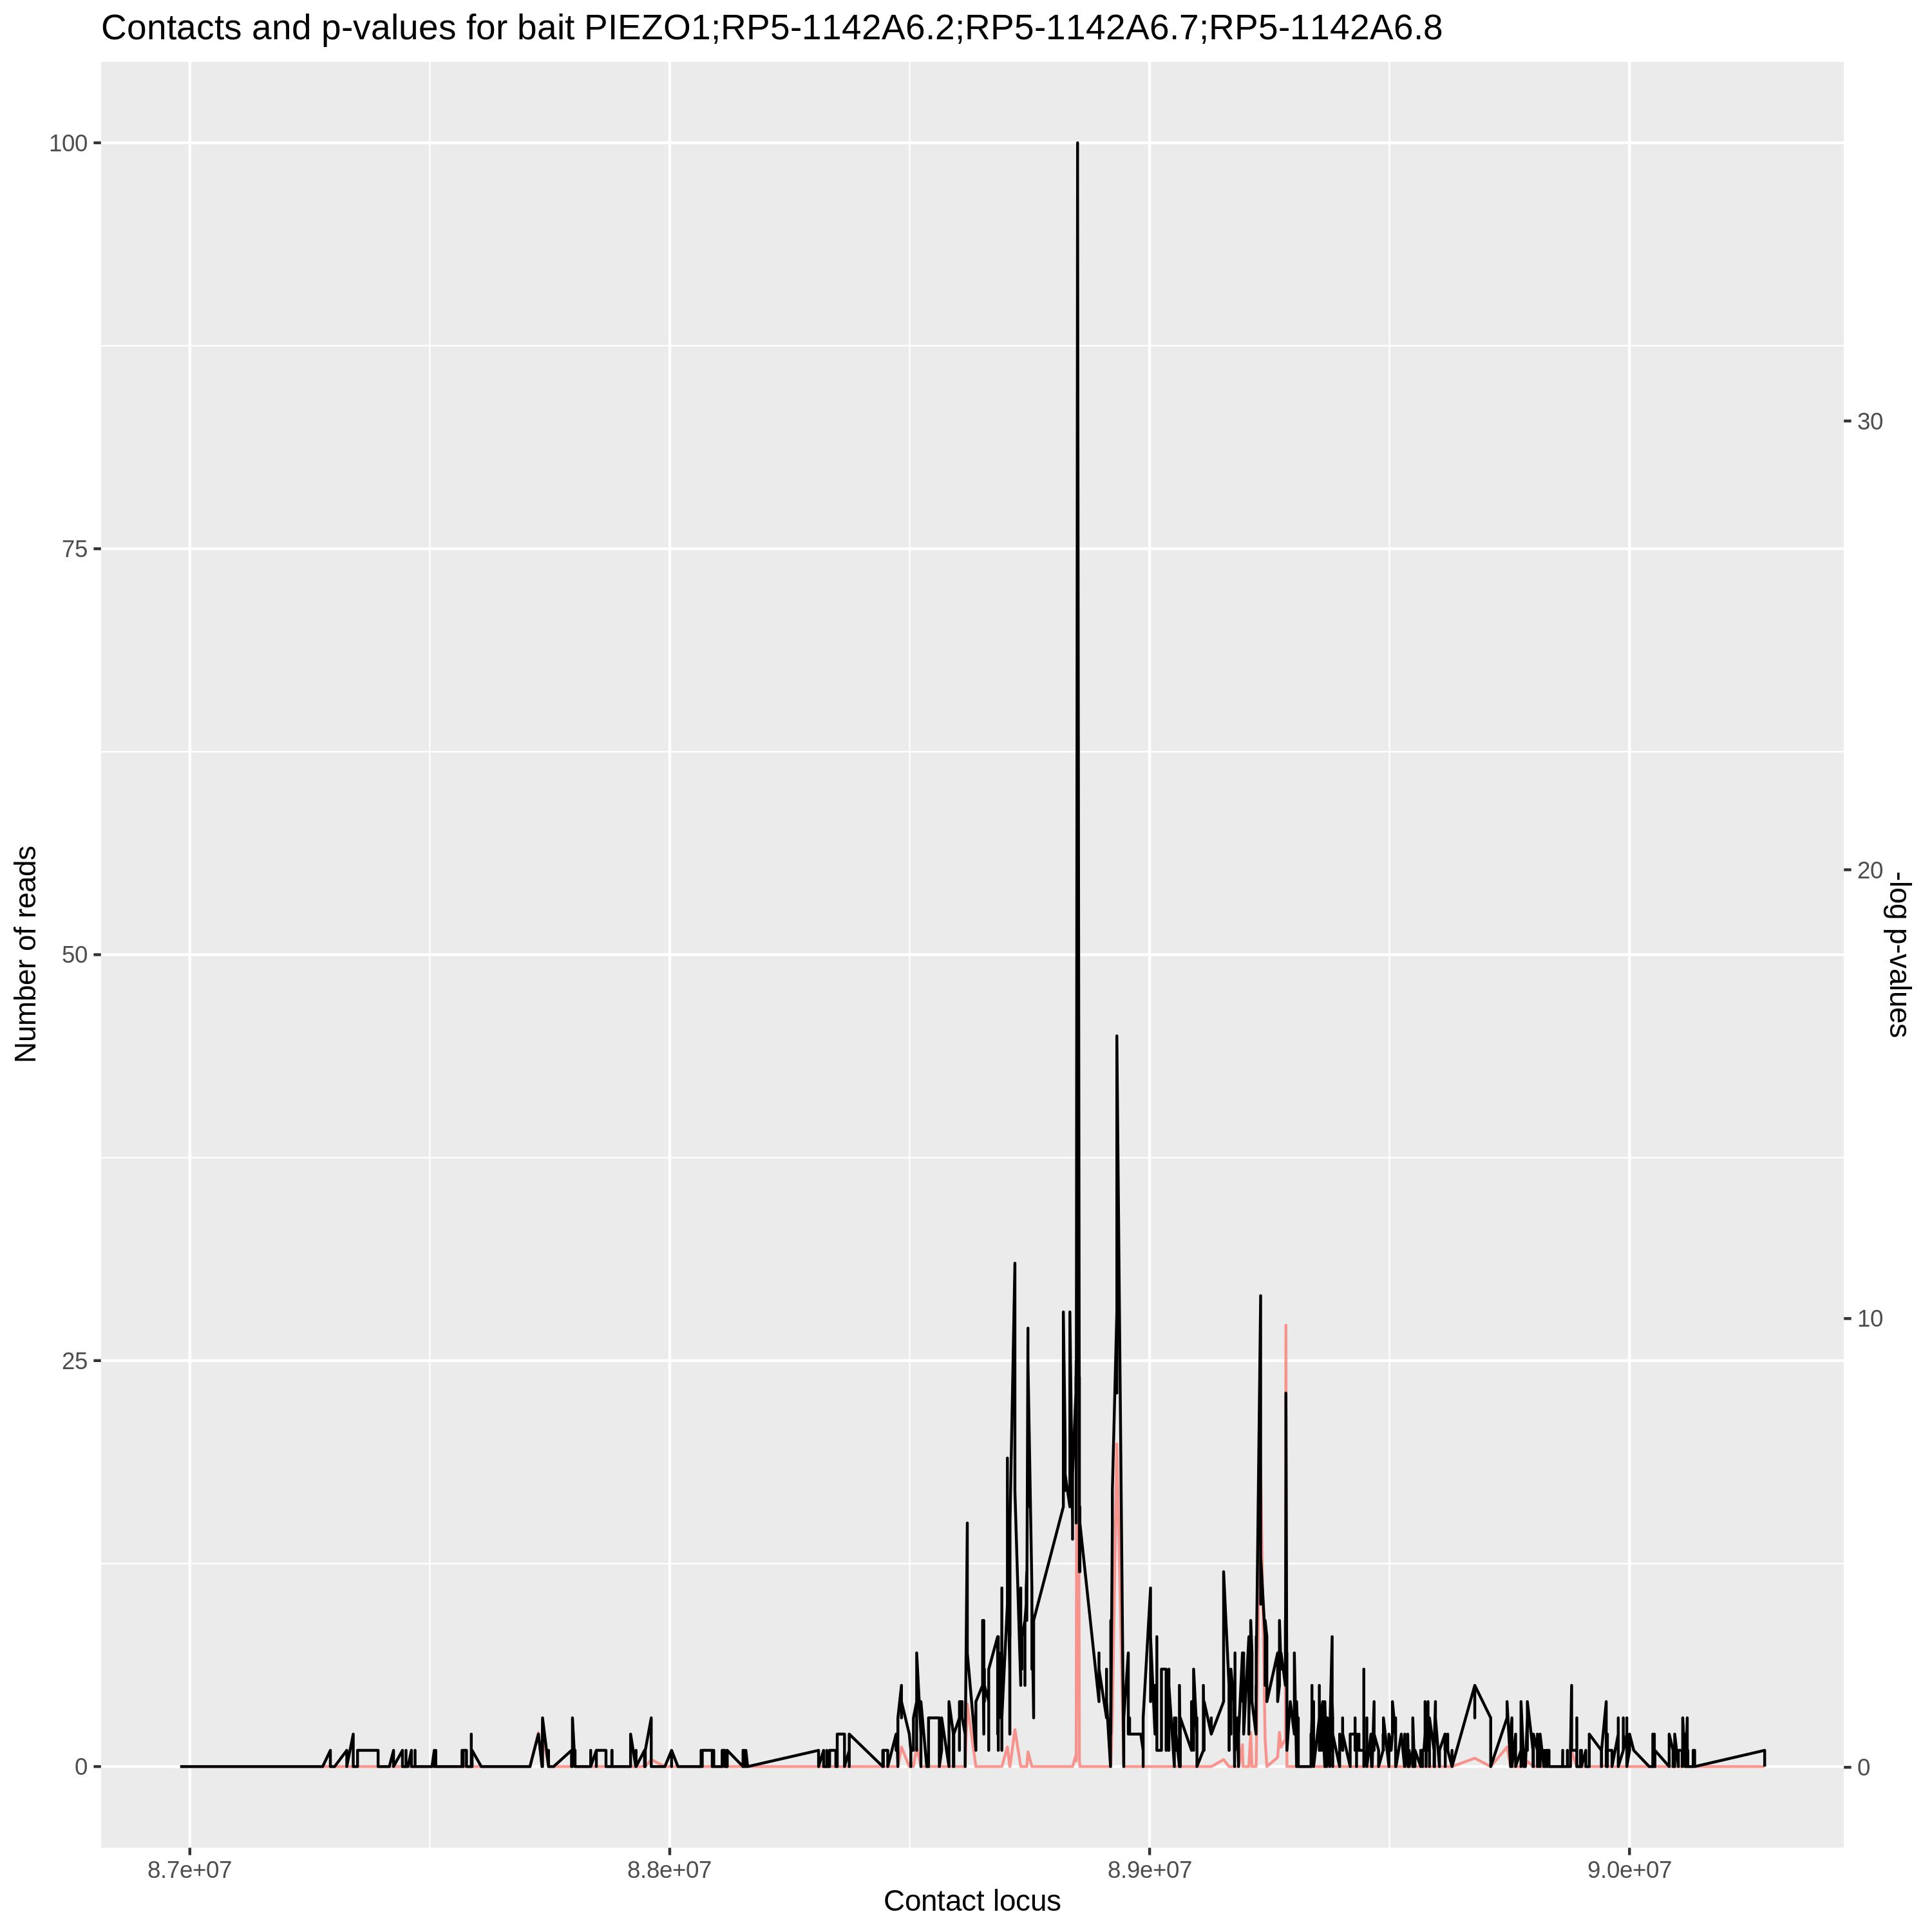 Contacts and p-values for bait PIEZO1;RP5-1142A6.2;RP5-1142A6.7;RP5-1142A6.8
100
75
50
25
0
Number of reads
30
20
10
0
-log p-values
8.7e+07
8.8e+07
8.9e+07
9.0e+07
Contact locus